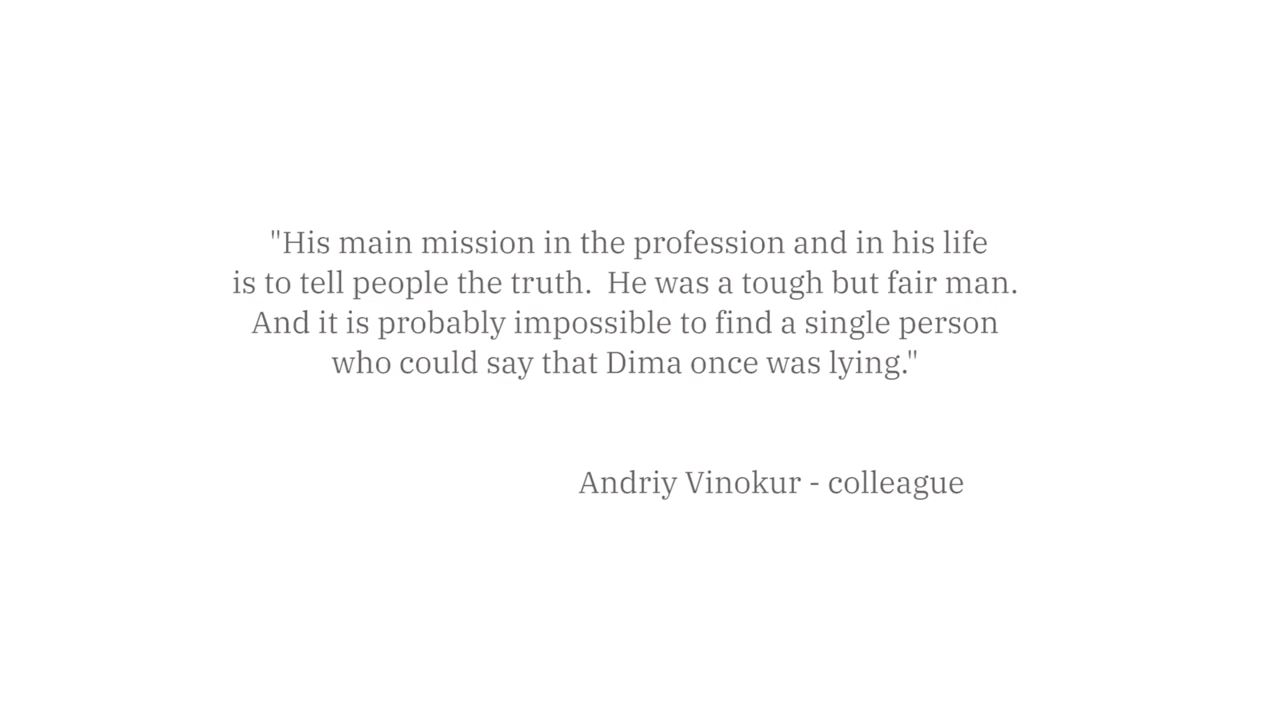 "His main mission in the profession and in his life
is to tell people the truth.  He was a tough but fair man.
And it is probably impossible to find a single person
who could say that Dima once was lying."
Andriy Vinokur - colleague